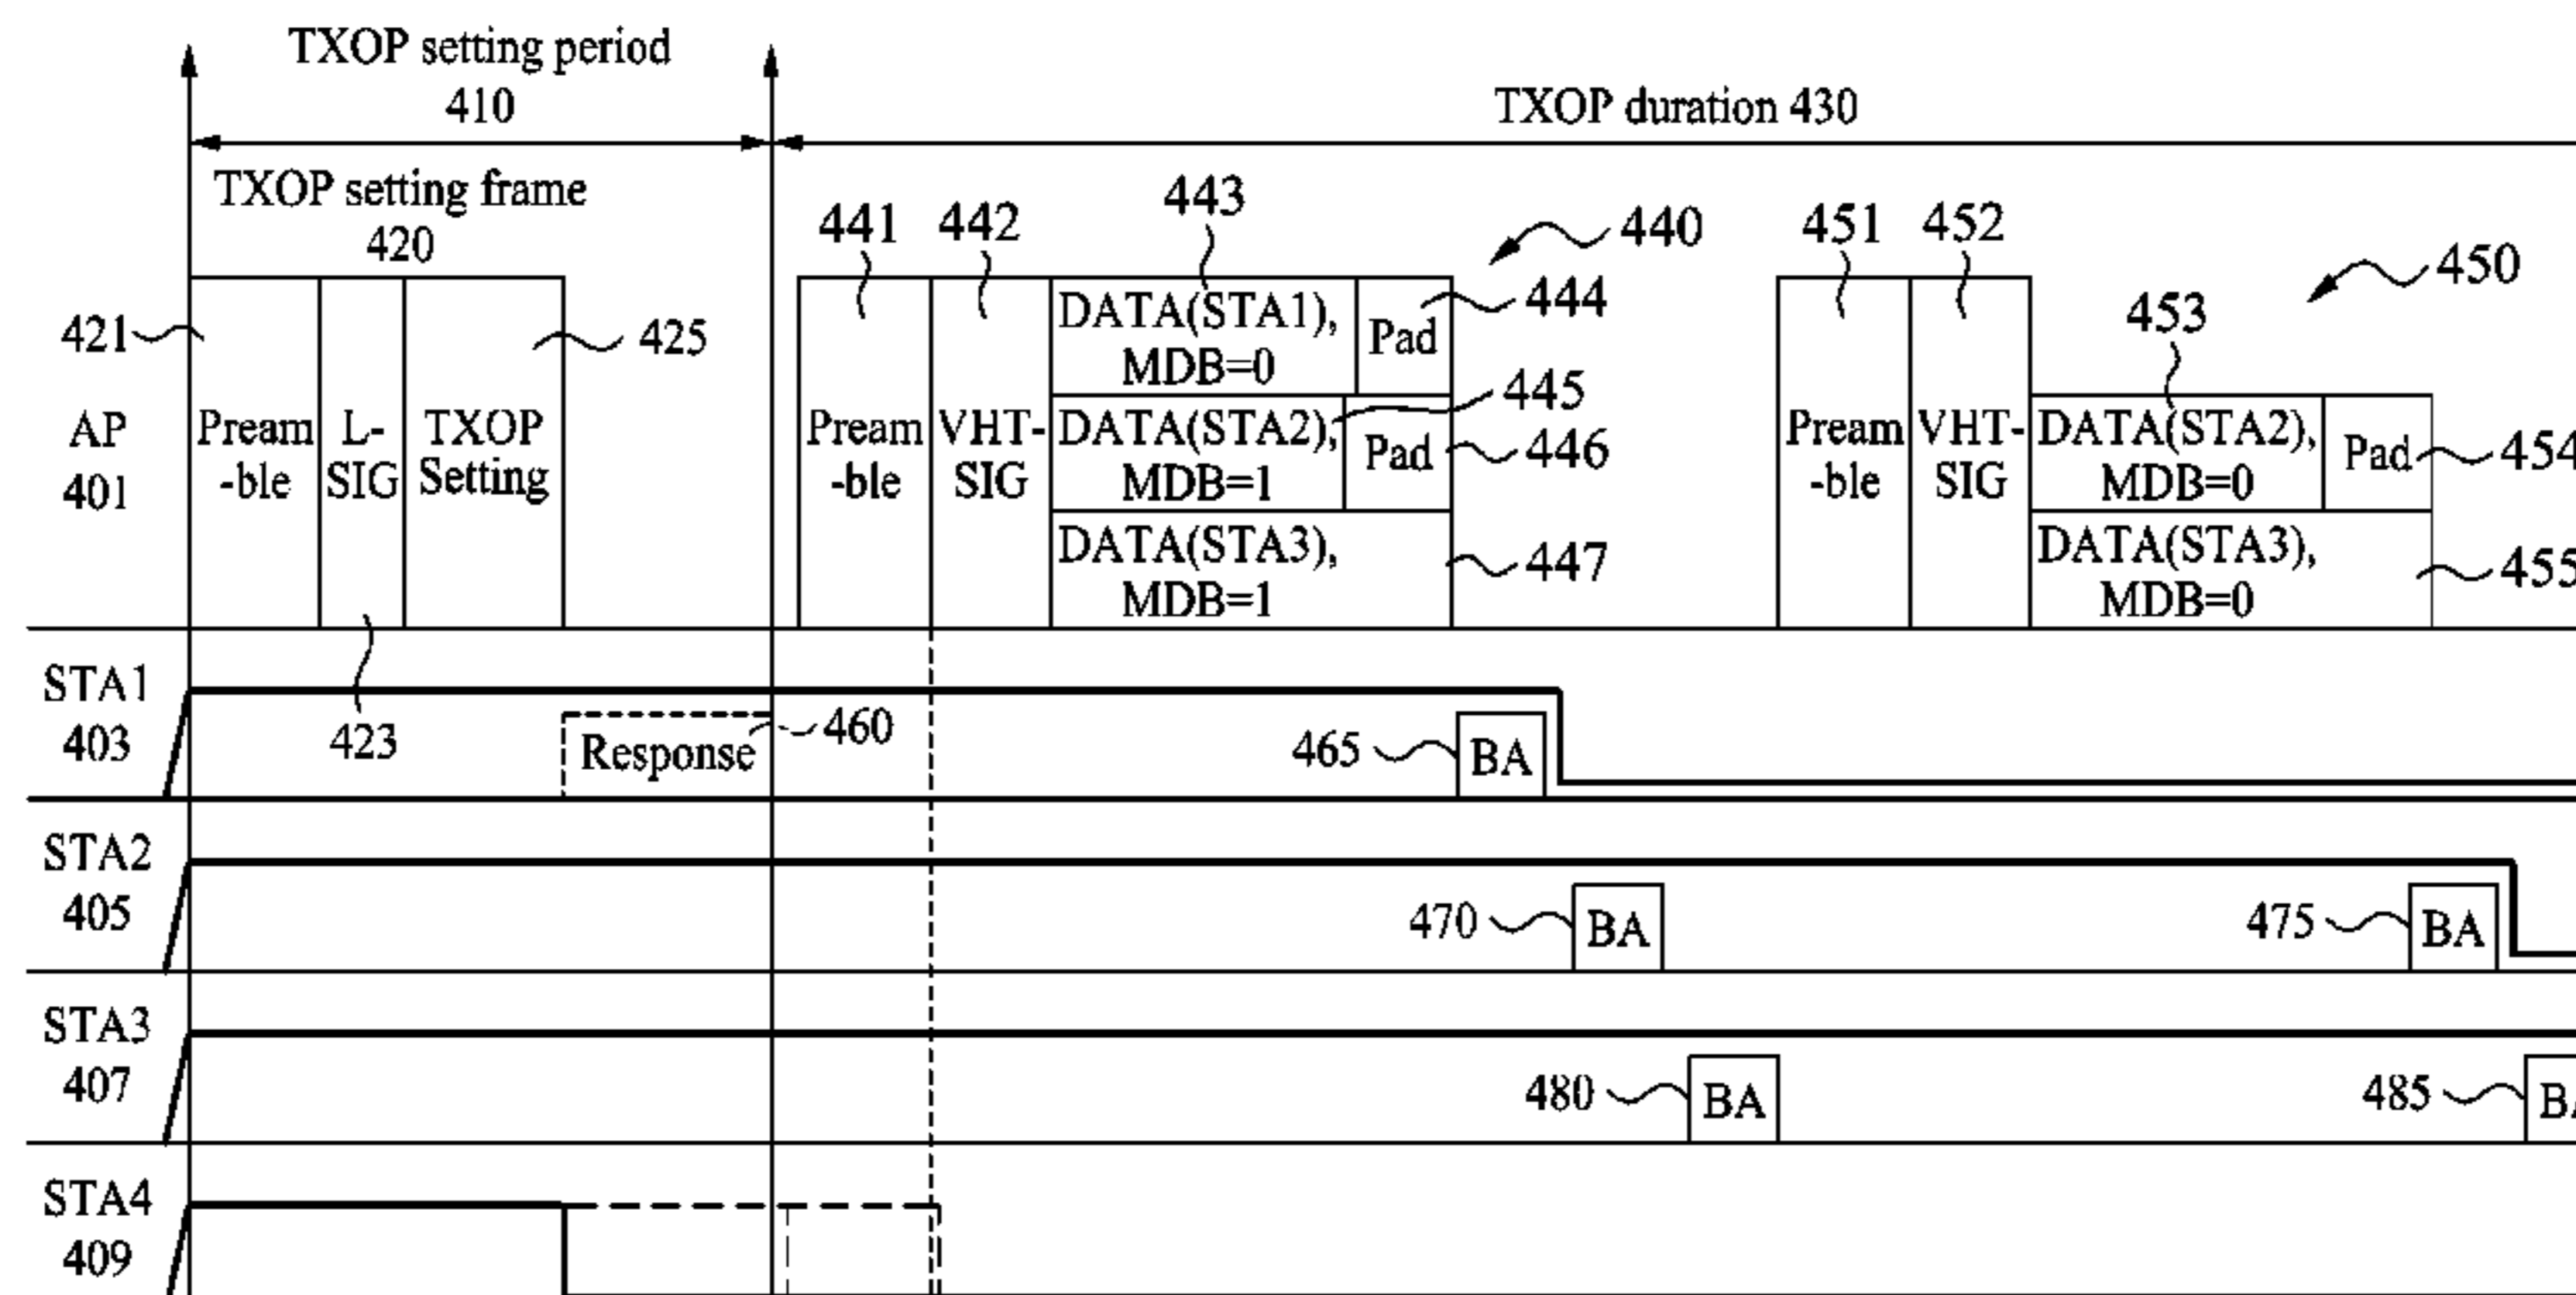 TXOP setting period
410
TXOP duration 430
TXOP setting frame
420
441
442
443
440
444
445
446
447
451
452
453
450
454
455
421
425
AP
401
Pream
-ble
L-
SIG
TXOP
Setting
Pream
-ble
VHT-
SIG
DATA(STA1),
MDB=0
Pad
DATA(STA2),
MDB=1
Pad
DATA(STA3),
MDB=1
Pream
-ble
VHT-
SIG
DATA(STA2),
MDB=0
Pad
DATA(STA3),
MDB=0
STA1
403
423
Response
460
465
BA
STA2
405
470
BA
475
BA
STA3
407
480
BA
485
STA4
409